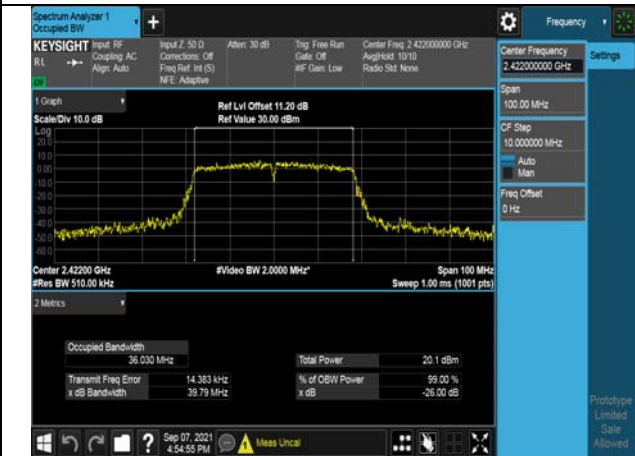 Spectrum Analyzer 1
Occupied BW
Frequency
KEYSIGHT
RL
Input: RF
Coupling: AC
Align: Auto
Input Z: 50 Ω
Corrections: Off
Freq Ref: Int (S)
NFE: Adaptive
Atten: 30 dB
Trig: Free Run
Gate: Off
#IF Gain: Low
Center Freq: 2.422000000 GHz
Avg|Hold: 10/10
Radio Std: None
Center Frequency
2.422000000 GHz
Settings
Span
100.00 MHz
CF Step
10.000000 MHz
Auto
Man
Freq Offset
0 Hz
1 Graph
Scale/Div 10.0 dB
Ref Lvl Offset 11.20 dB
Ref Value 30.00 dBm
Log
20.0
10.0
0.00
-10.0
-20.0
-30.0
-40.0
-50.0
-60.0
Center 2.42200 GHz
#Res BW 510.00 kHz
#Video BW 2.0000 MHz*
Span 100 MHz
Sweep 1.00 ms (1001 pts)
2 Metrics
Occupied Bandwidth
36.030 MHz
Total Power 20.1 dBm
Transmit Freq Error 14.383 kHz
% of OBW Power 99.00 %
x dB Bandwidth 39.79 MHz
x dB -26.00 dB
Sep 07, 2021
4:54:55 PM
Meas Uncal
Prototype
Limited
Sale
Allowed